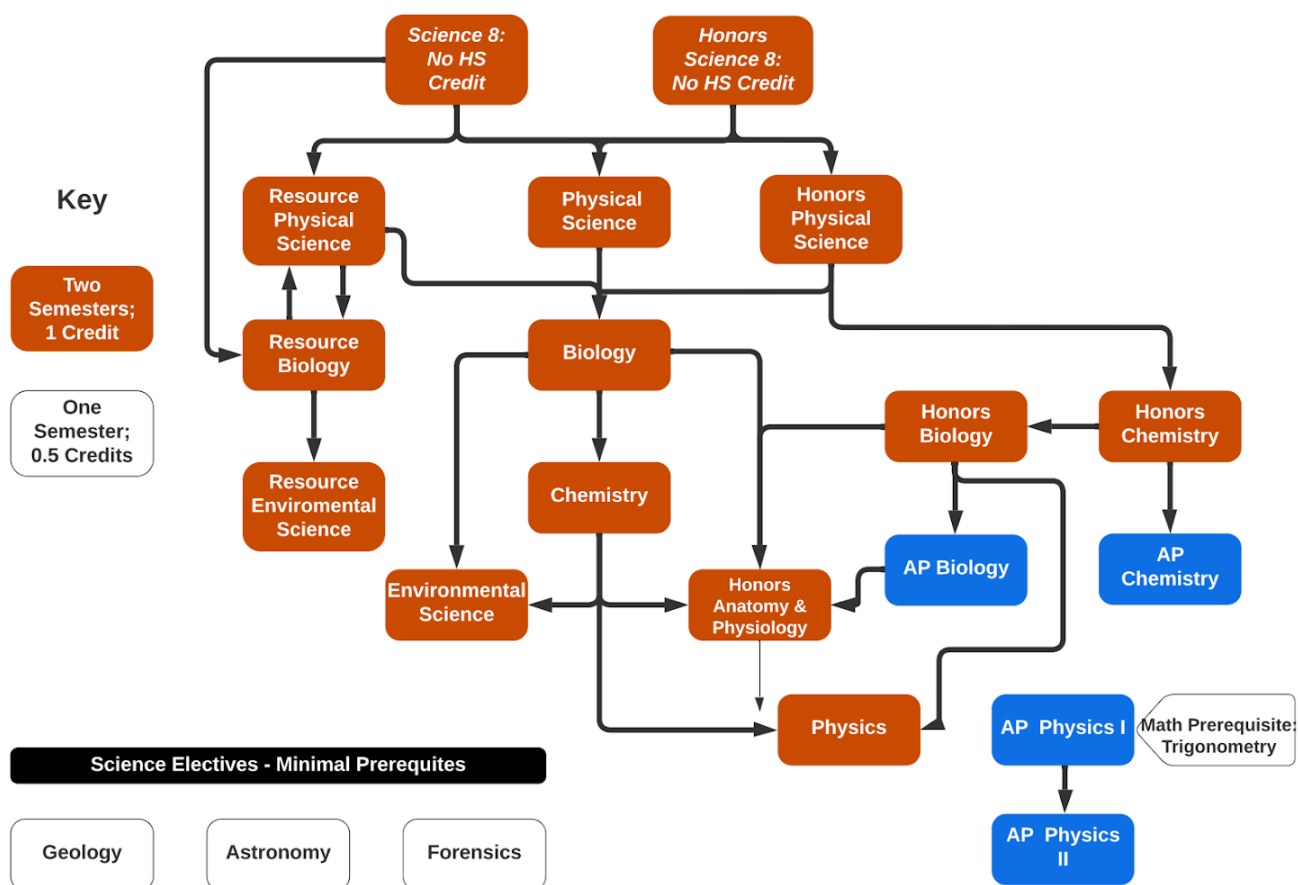 Science 8:
No HS
Credit
Honors
Science 8:
No HS Credit
Key
Resource
Physical
Science
Physical
Science
Honors
Physical
Science
Two
Semesters;
1 Credit
Resource
Biology
Biology
One
Semester;
0.5 Credits
Honors
Biology
Honors
Chemistry
Resource
Enviromental
Science
Chemistry
AP Biology
AP
Chemistry
Environmental
Science
Honors
Anatomy &
Physiology
Physics
AP Physics I
Math Prerequisite:
Trigonometry
Science Electives - Minimal Prerequites
AP Physics
II
Geology
Astronomy
Forensics